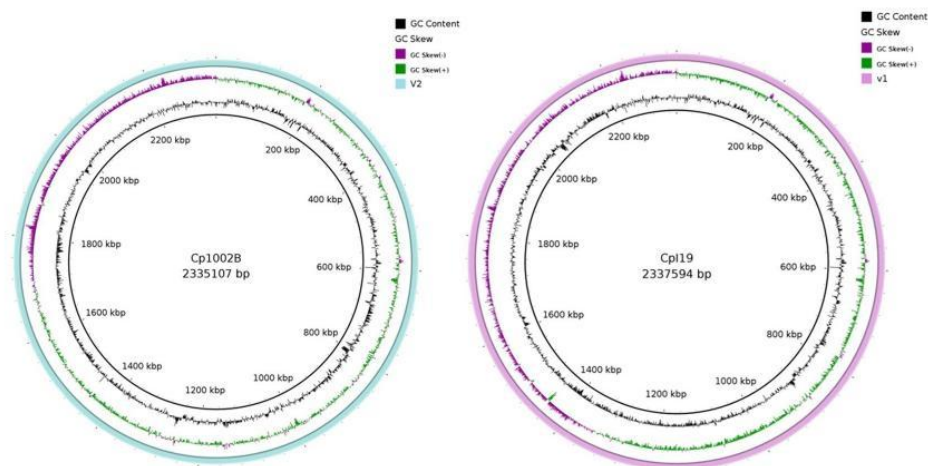 GC Content
GC Skew
GC Skew(-)
GC Skew(+)
V2
2200 kbp
200 kbp
2000 kbp
400 kbp
1800 kbp
600 kbp
1600 kbp
800 kbp
1400 kbp
1000 kbp
1200 kbp
Cp1002B
2335107 bp
GC Content
GC Skew
GC Skew(-)
GC Skew(+)
v1
2200 kbp
200 kbp
2000 kbp
400 kbp
1800 kbp
600 kbp
1600 kbp
800 kbp
1400 kbp
1000 kbp
1200 kbp
CpI19
2337594 bp